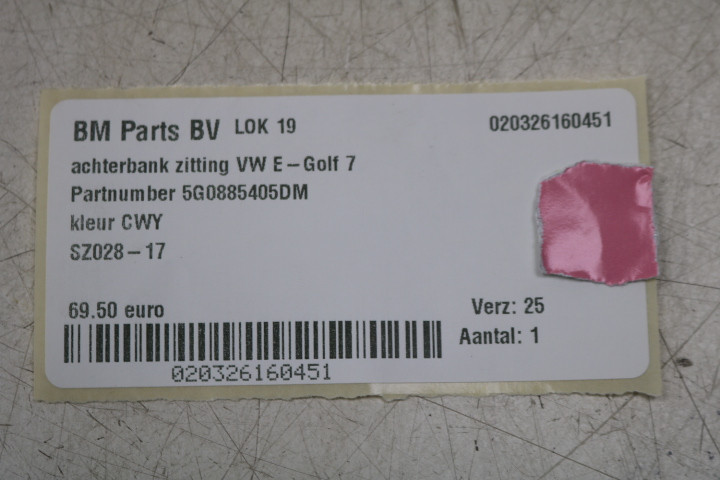 BM Parts BV LOK 19 020326160451
achterbank zitting VW E-Golf 7
Partnumber 5G0885405DM
kleur CWY
SZ028-17
69.50 euro Verz: 25
Aantal: 1
020326160451